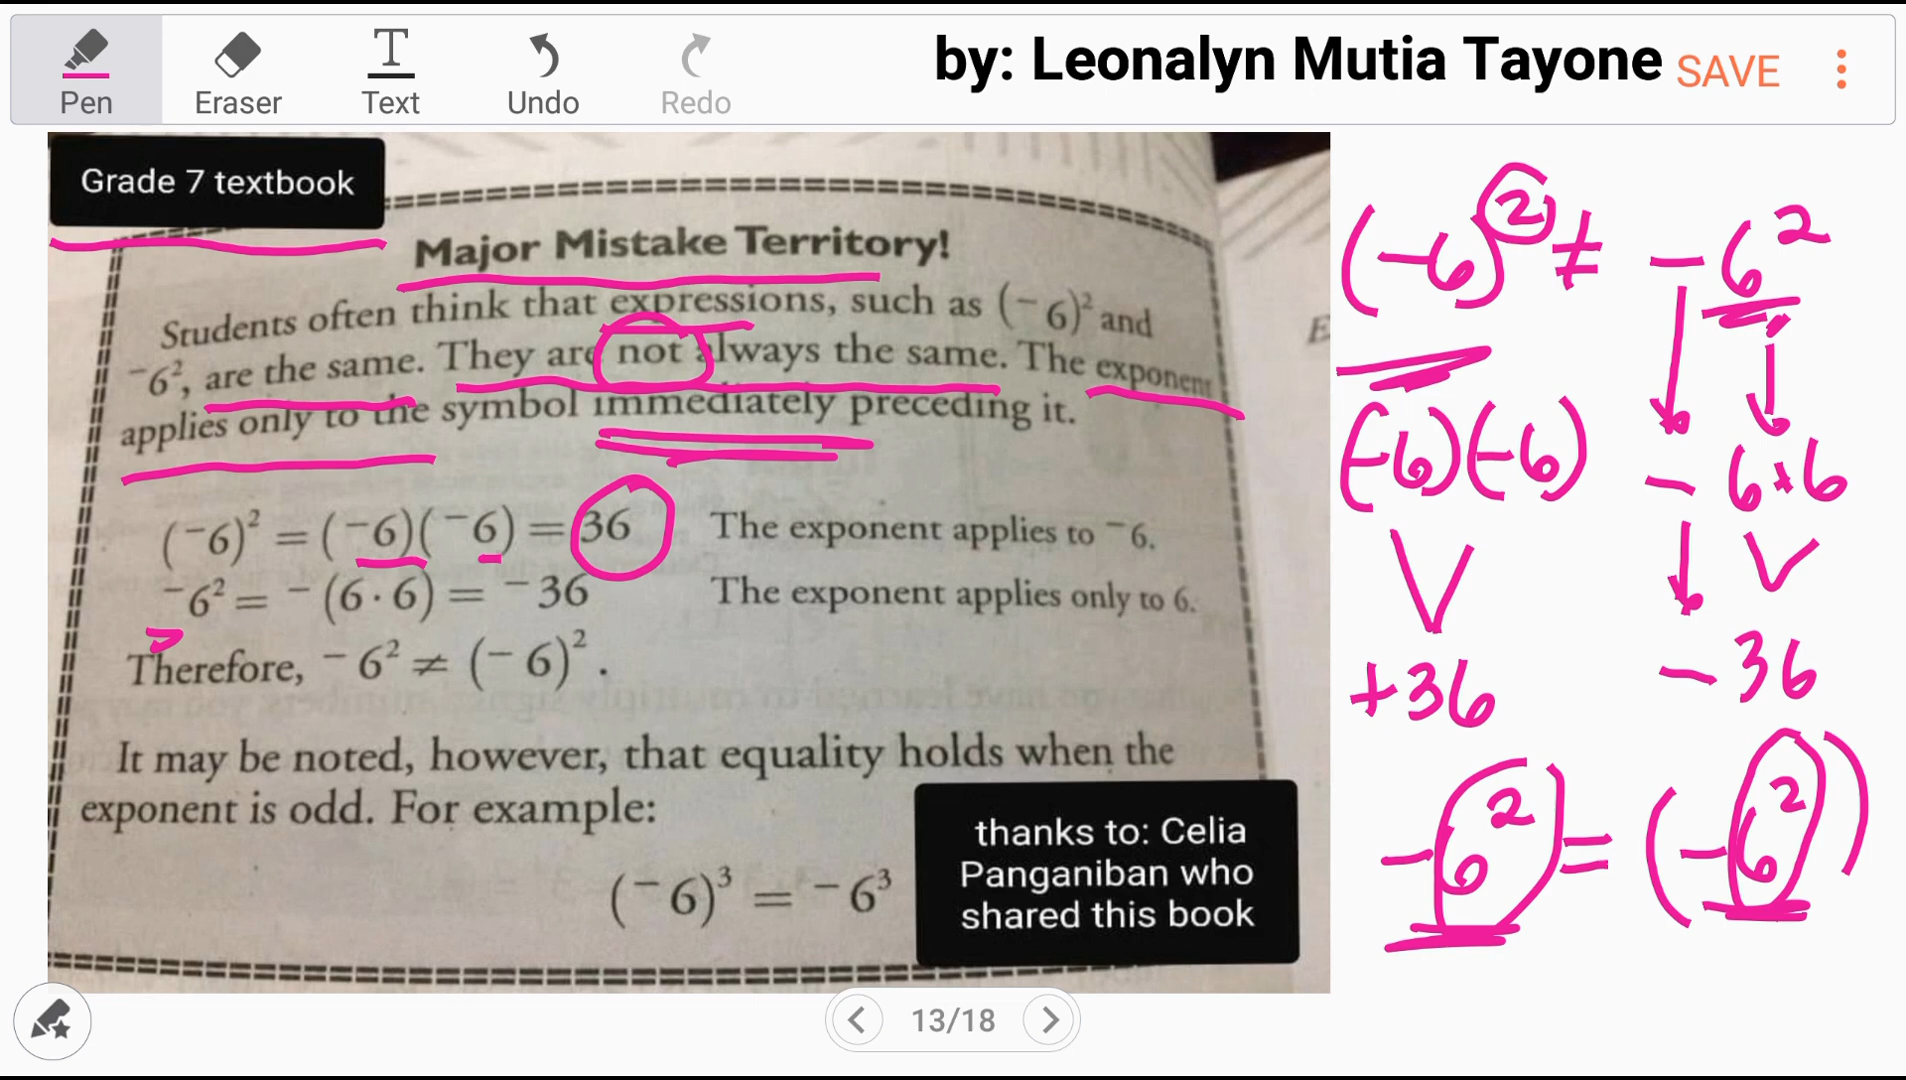 Pen
Eraser
Text
Undo
Redo
by: Leonalyn Mutia Tayone
SAVE
Grade 7 textbook
Major Mistake Territory!
Students often think that expressions, such as (⁻6)² and
⁻6², are the same. They are not always the same. The exponent
applies only to the symbol immediately preceding it.
(⁻6)² = (⁻6)(⁻6) = 36 The exponent applies to ⁻6.
⁻6² = ⁻(6 · 6) = ⁻36 The exponent applies only to 6.
Therefore, ⁻6² ≠ (⁻6)².
It may be noted, however, that equality holds when the
exponent is odd. For example:
(⁻6)³ = ⁻6³
thanks to: Celia
Panganiban who
shared this book
(-6)² ≠ -6²
(-6)(-6) - 6*6
+36 - 36
-6² = (-6²)
13/18